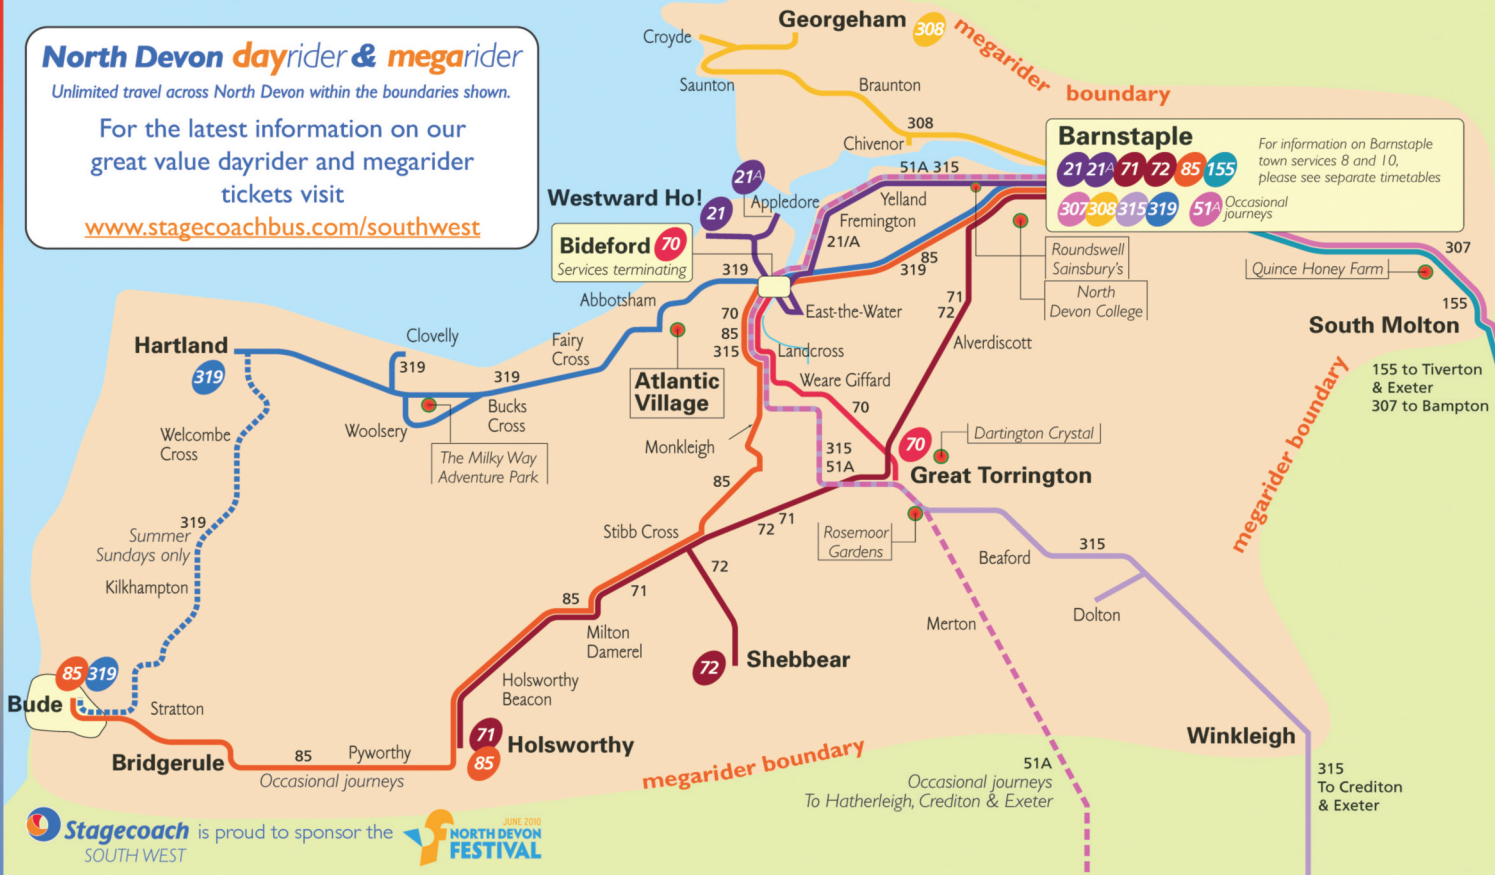 North Devon dayrider & megarider
Unlimited travel across North Devon within the boundaries shown.
For the latest information on our
great value dayrider and megarider
tickets visit
www.stagecoachbus.com/southwest
Georgeham
308
Croyde
Saunton
Braunton
308
Chivenor
megarider boundary
Barnstaple
21 21A 71 72 85 155
307 308 315 319 51A Occasional
journeys
For information on Barnstaple
town services 8 and 10,
please see separate timetables
51A 315
Yelland
Fremington
21/A
85
319
Westward Ho!
21
21A
Appledore
Bideford 70
Services terminating
319
Abbotsham
East-the-Water
Roundswell
Sainsbury's
North
Devon College
Quince Honey Farm
307
155
South Molton
155 to Tiverton
& Exeter
307 to Bampton
megarider boundary
70
85
315
Landcross
Weare Giffard
70
71
72
Alverdiscott
Hartland
319
Clovelly
319
319
Fairy
Cross
Bucks
Cross
Woolsery
The Milky Way
Adventure Park
Atlantic
Village
Monkleigh
85
315
51A
70
Dartington Crystal
Great Torrington
Rosemoor
Gardens
Welcombe
Cross
319
Summer
Sundays only
Kilkhampton
Stibb Cross
72 71
72
71
85
Milton
Damerel
72
Shebbear
Beaford
315
Dolton
Merton
Holsworthy
Beacon
71
85
Holsworthy
85 319
Bude
Stratton
Bridgerule
85
Pyworthy
Occasional journeys
megarider boundary
51A
Occasional journeys
To Hatherleigh, Crediton & Exeter
Winkleigh
315
To Crediton
& Exeter
Stagecoach is proud to sponsor the
SOUTH WEST
JUNE 2010
NORTH DEVON
FESTIVAL